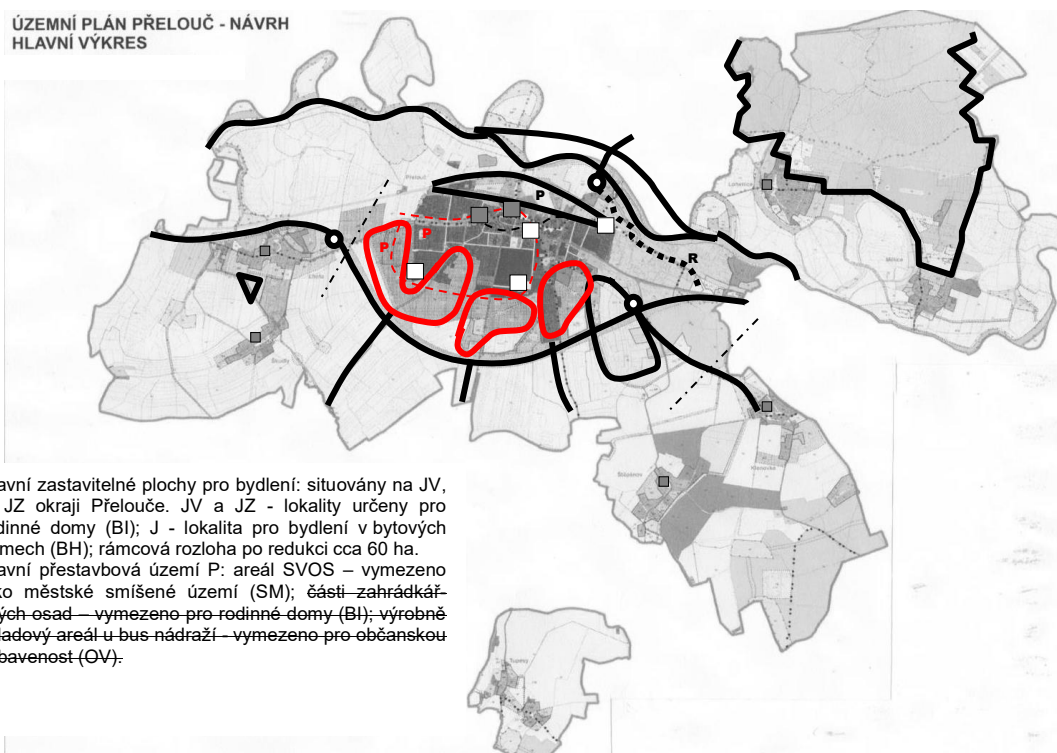 ÚZEMNÍ PLÁN PŘELOUČ - NÁVRH
HLAVNÍ VÝKRES
P
P
P
R
avní zastavitelné plochy pro bydlení: situovány na JV,
JZ okraji Přelouče. JV a JZ - lokality určeny pro
dinné domy (BI); J - lokalita pro bydlení v bytových
mech (BH); rámcová rozloha po redukci cca 60 ha.
avní přestavbová území P: areál SVOS – vymezeno
ko městské smíšené území (SM); části zahrádkář-
ých osad – vymezeno pro rodinné domy (BI); výrobně
ladový areál u bus nádraží - vymezeno pro občanskou
bavenost (OV).